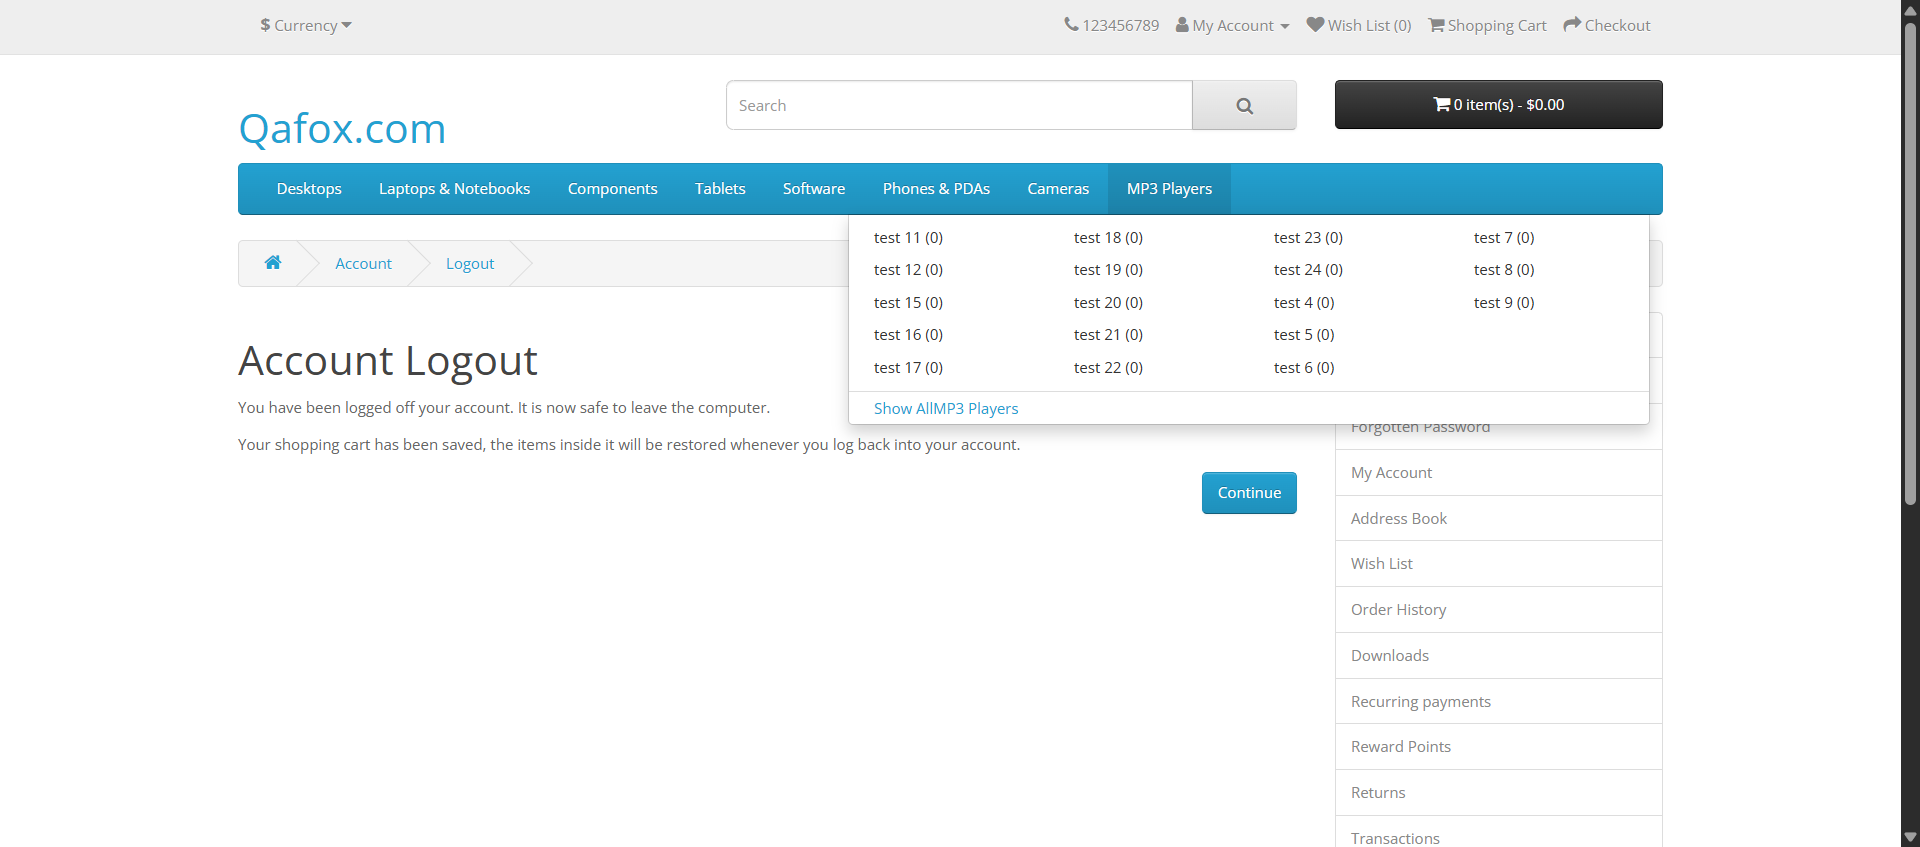 $ Currency
123456789 My Account Wish List (0) Shopping Cart Checkout
Qafox.com
Search
0 item(s) - $0.00
Desktops Laptops & Notebooks Components Tablets Software Phones & PDAs Cameras MP3 Players
test 11 (0) test 18 (0) test 23 (0) test 7 (0)
test 12 (0) test 19 (0) test 24 (0) test 8 (0)
test 15 (0) test 20 (0) test 4 (0) test 9 (0)
test 16 (0) test 21 (0) test 5 (0)
test 17 (0) test 22 (0) test 6 (0)
Show AllMP3 Players
Account Logout
Account Logout
You have been logged off your account. It is now safe to leave the computer.
Your shopping cart has been saved, the items inside it will be restored whenever you log back into your account.
Continue
Forgotten Password
My Account
Address Book
Wish List
Order History
Downloads
Recurring payments
Reward Points
Returns
Transactions